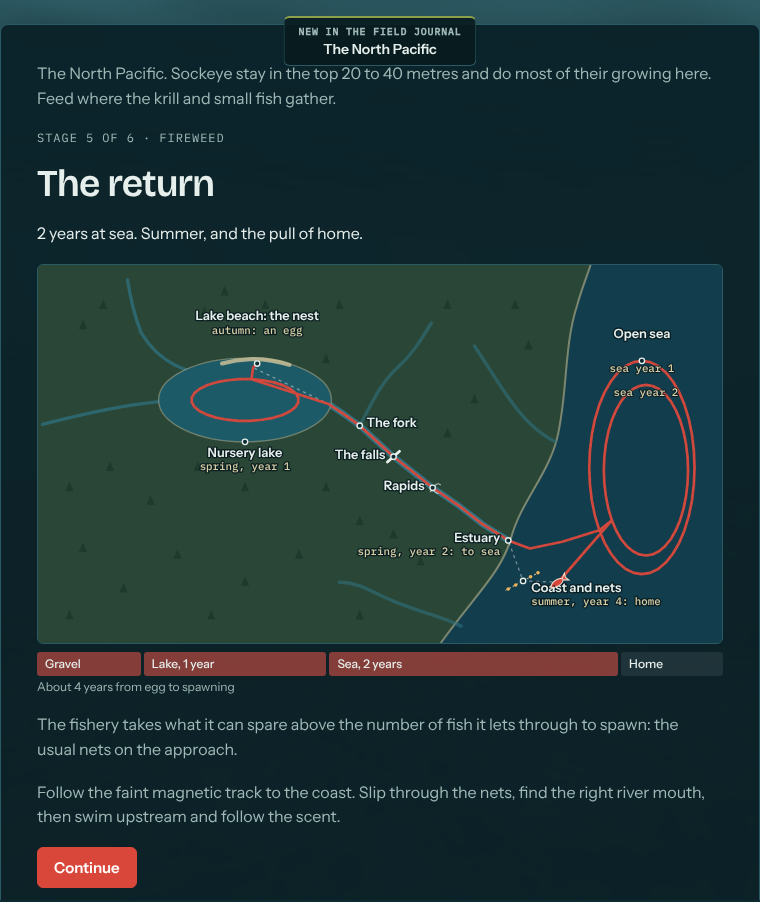 NEW IN THE FIELD JOURNAL
The North Pacific
The North Pacific. Sockeye stay in the top 20 to 40 metres and do most of their growing here.
Feed where the krill and small fish gather.
STAGE 5 OF 6 · FIREWEED
The return
2 years at sea. Summer, and the pull of home.
Lake beach: the nest
autumn: an egg
Open sea
sea year 1
sea year 2
The fork
Nursery lake
spring, year 1
The falls
Rapids
Estuary
spring, year 2: to sea
Coast and nets
summer, year 4: home
Gravel
Lake, 1 year
Sea, 2 years
Home
About 4 years from egg to spawning
The fishery takes what it can spare above the number of fish it lets through to spawn: the
usual nets on the approach.
Follow the faint magnetic track to the coast. Slip through the nets, find the right river mouth,
then swim upstream and follow the scent.
Continue